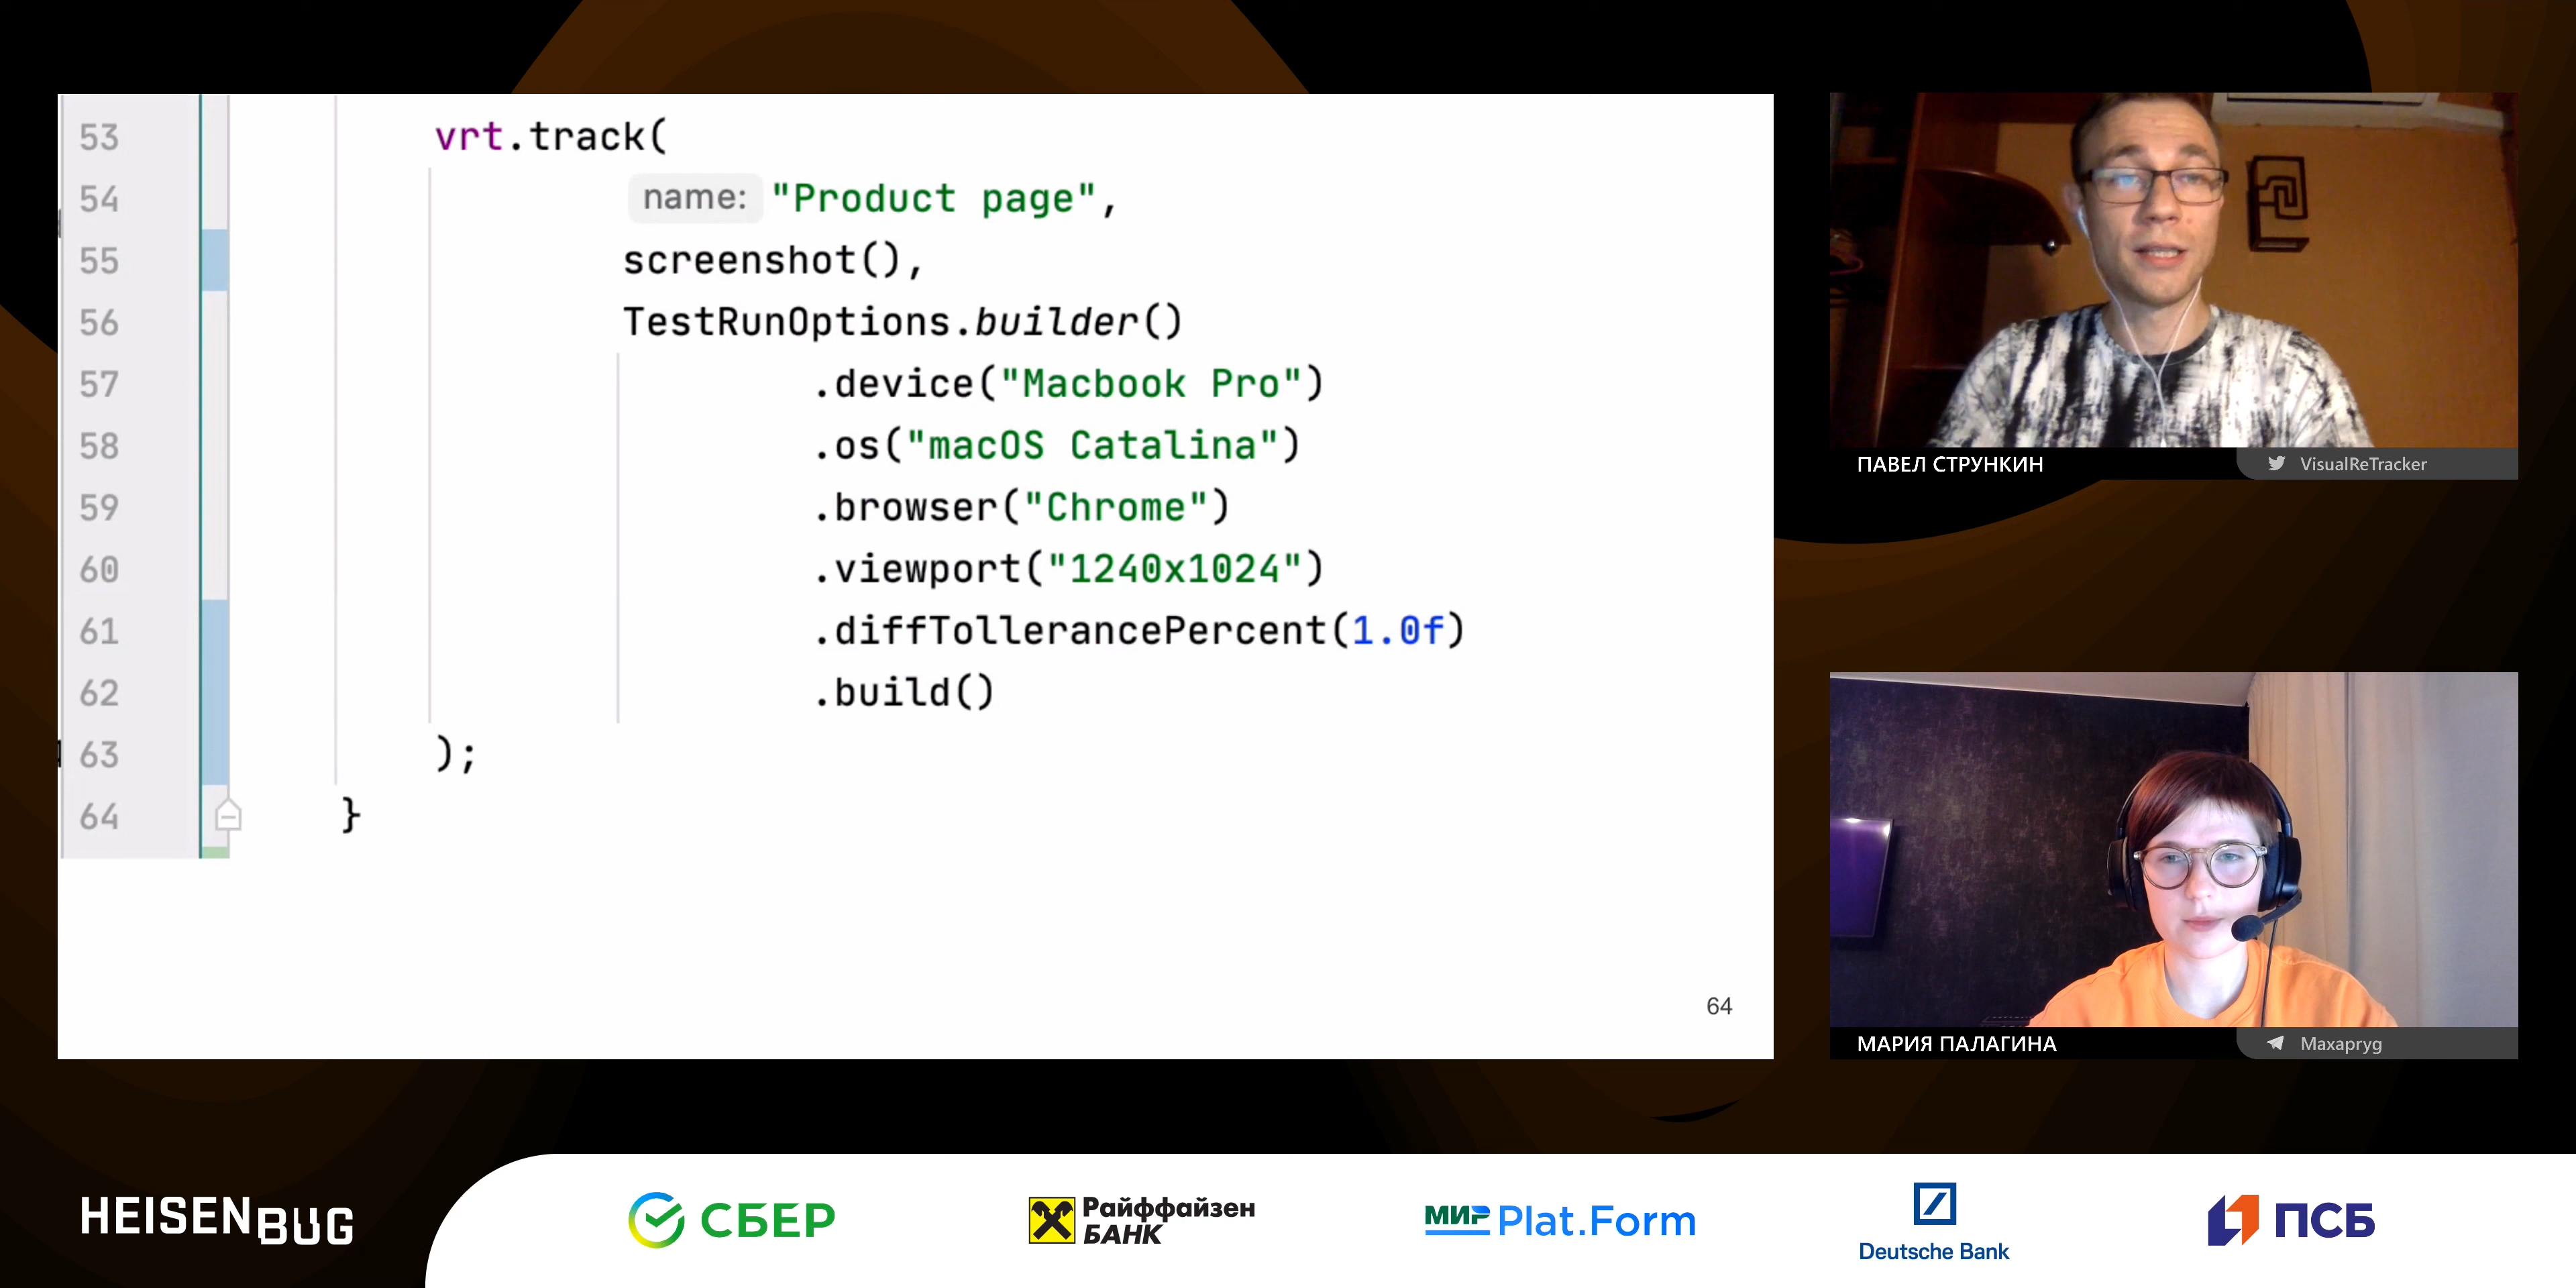 53 vrt.track(
54 name: "Product page",
55 screenshot(),
56 TestRunOptions.builder()
57 .device("Macbook Pro")
58 .os("macOS Catalina")
59 .browser("Chrome")
60 .viewport("1240x1024")
61 .diffTollerancePercent(1.0f)
62 .build()
63 );
64 }
64
ПАВЕЛ СТРУНКИН
VisualReTracker
МАРИЯ ПАЛАГИНА
Maxapryg
HEISENBUG
СБЕР
Райффайзен
БАНК
МИР Plat.Form
Deutsche Bank
ПСБ